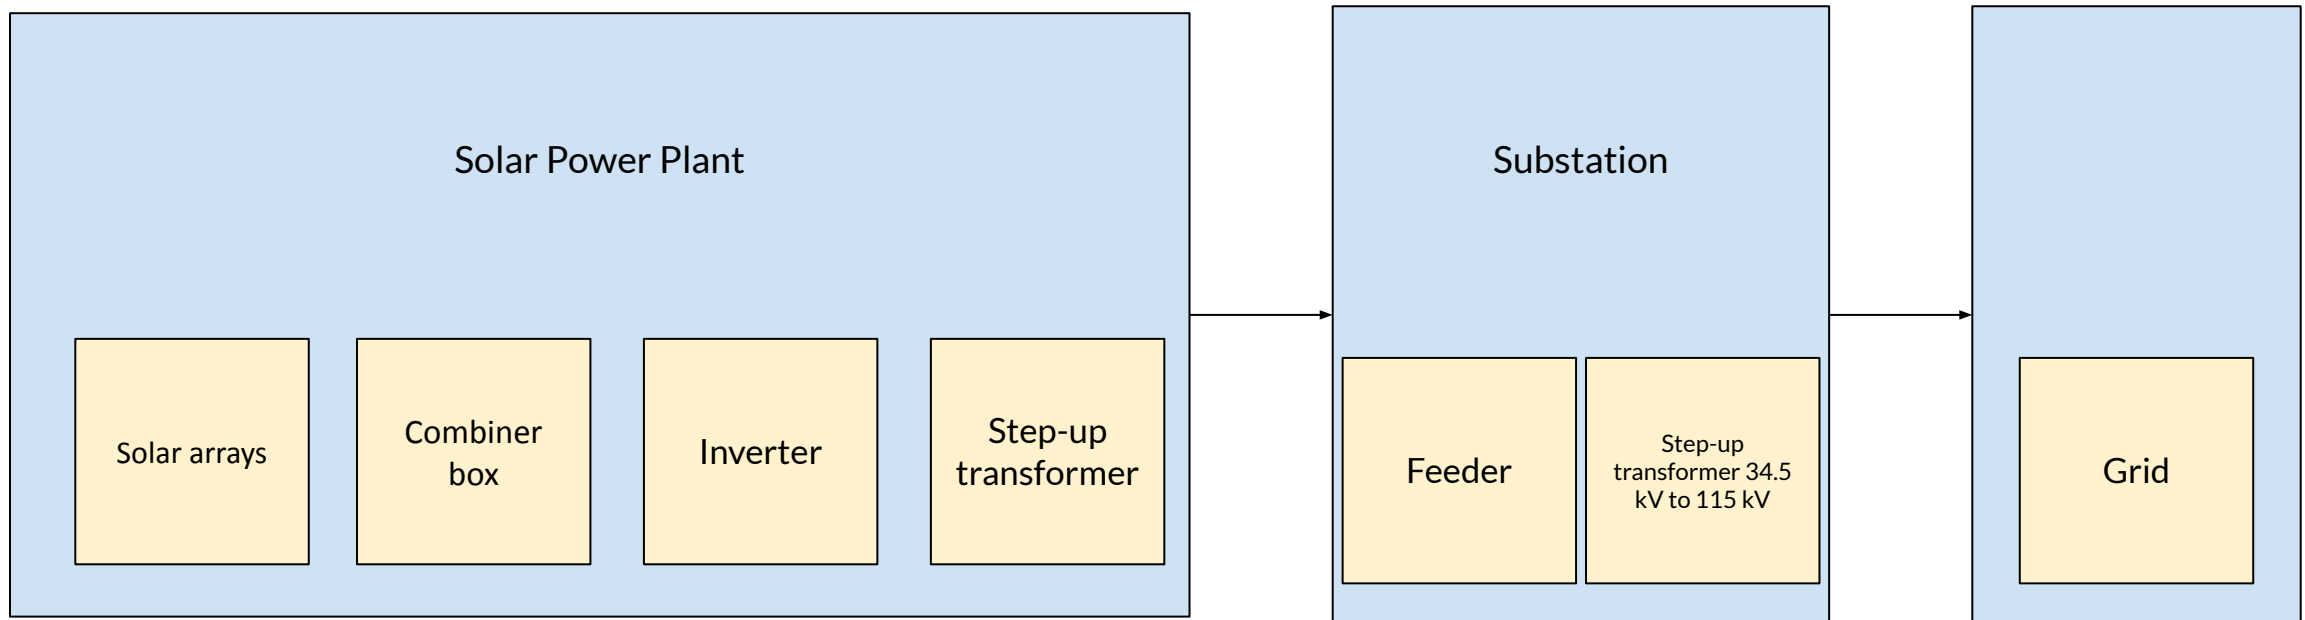 Solar Power Plant
Substation
Solar arrays
Combiner
box
Inverter
Step-up
transformer
Feeder
Step-up
transformer 34.5
kV to 115 kV
Grid